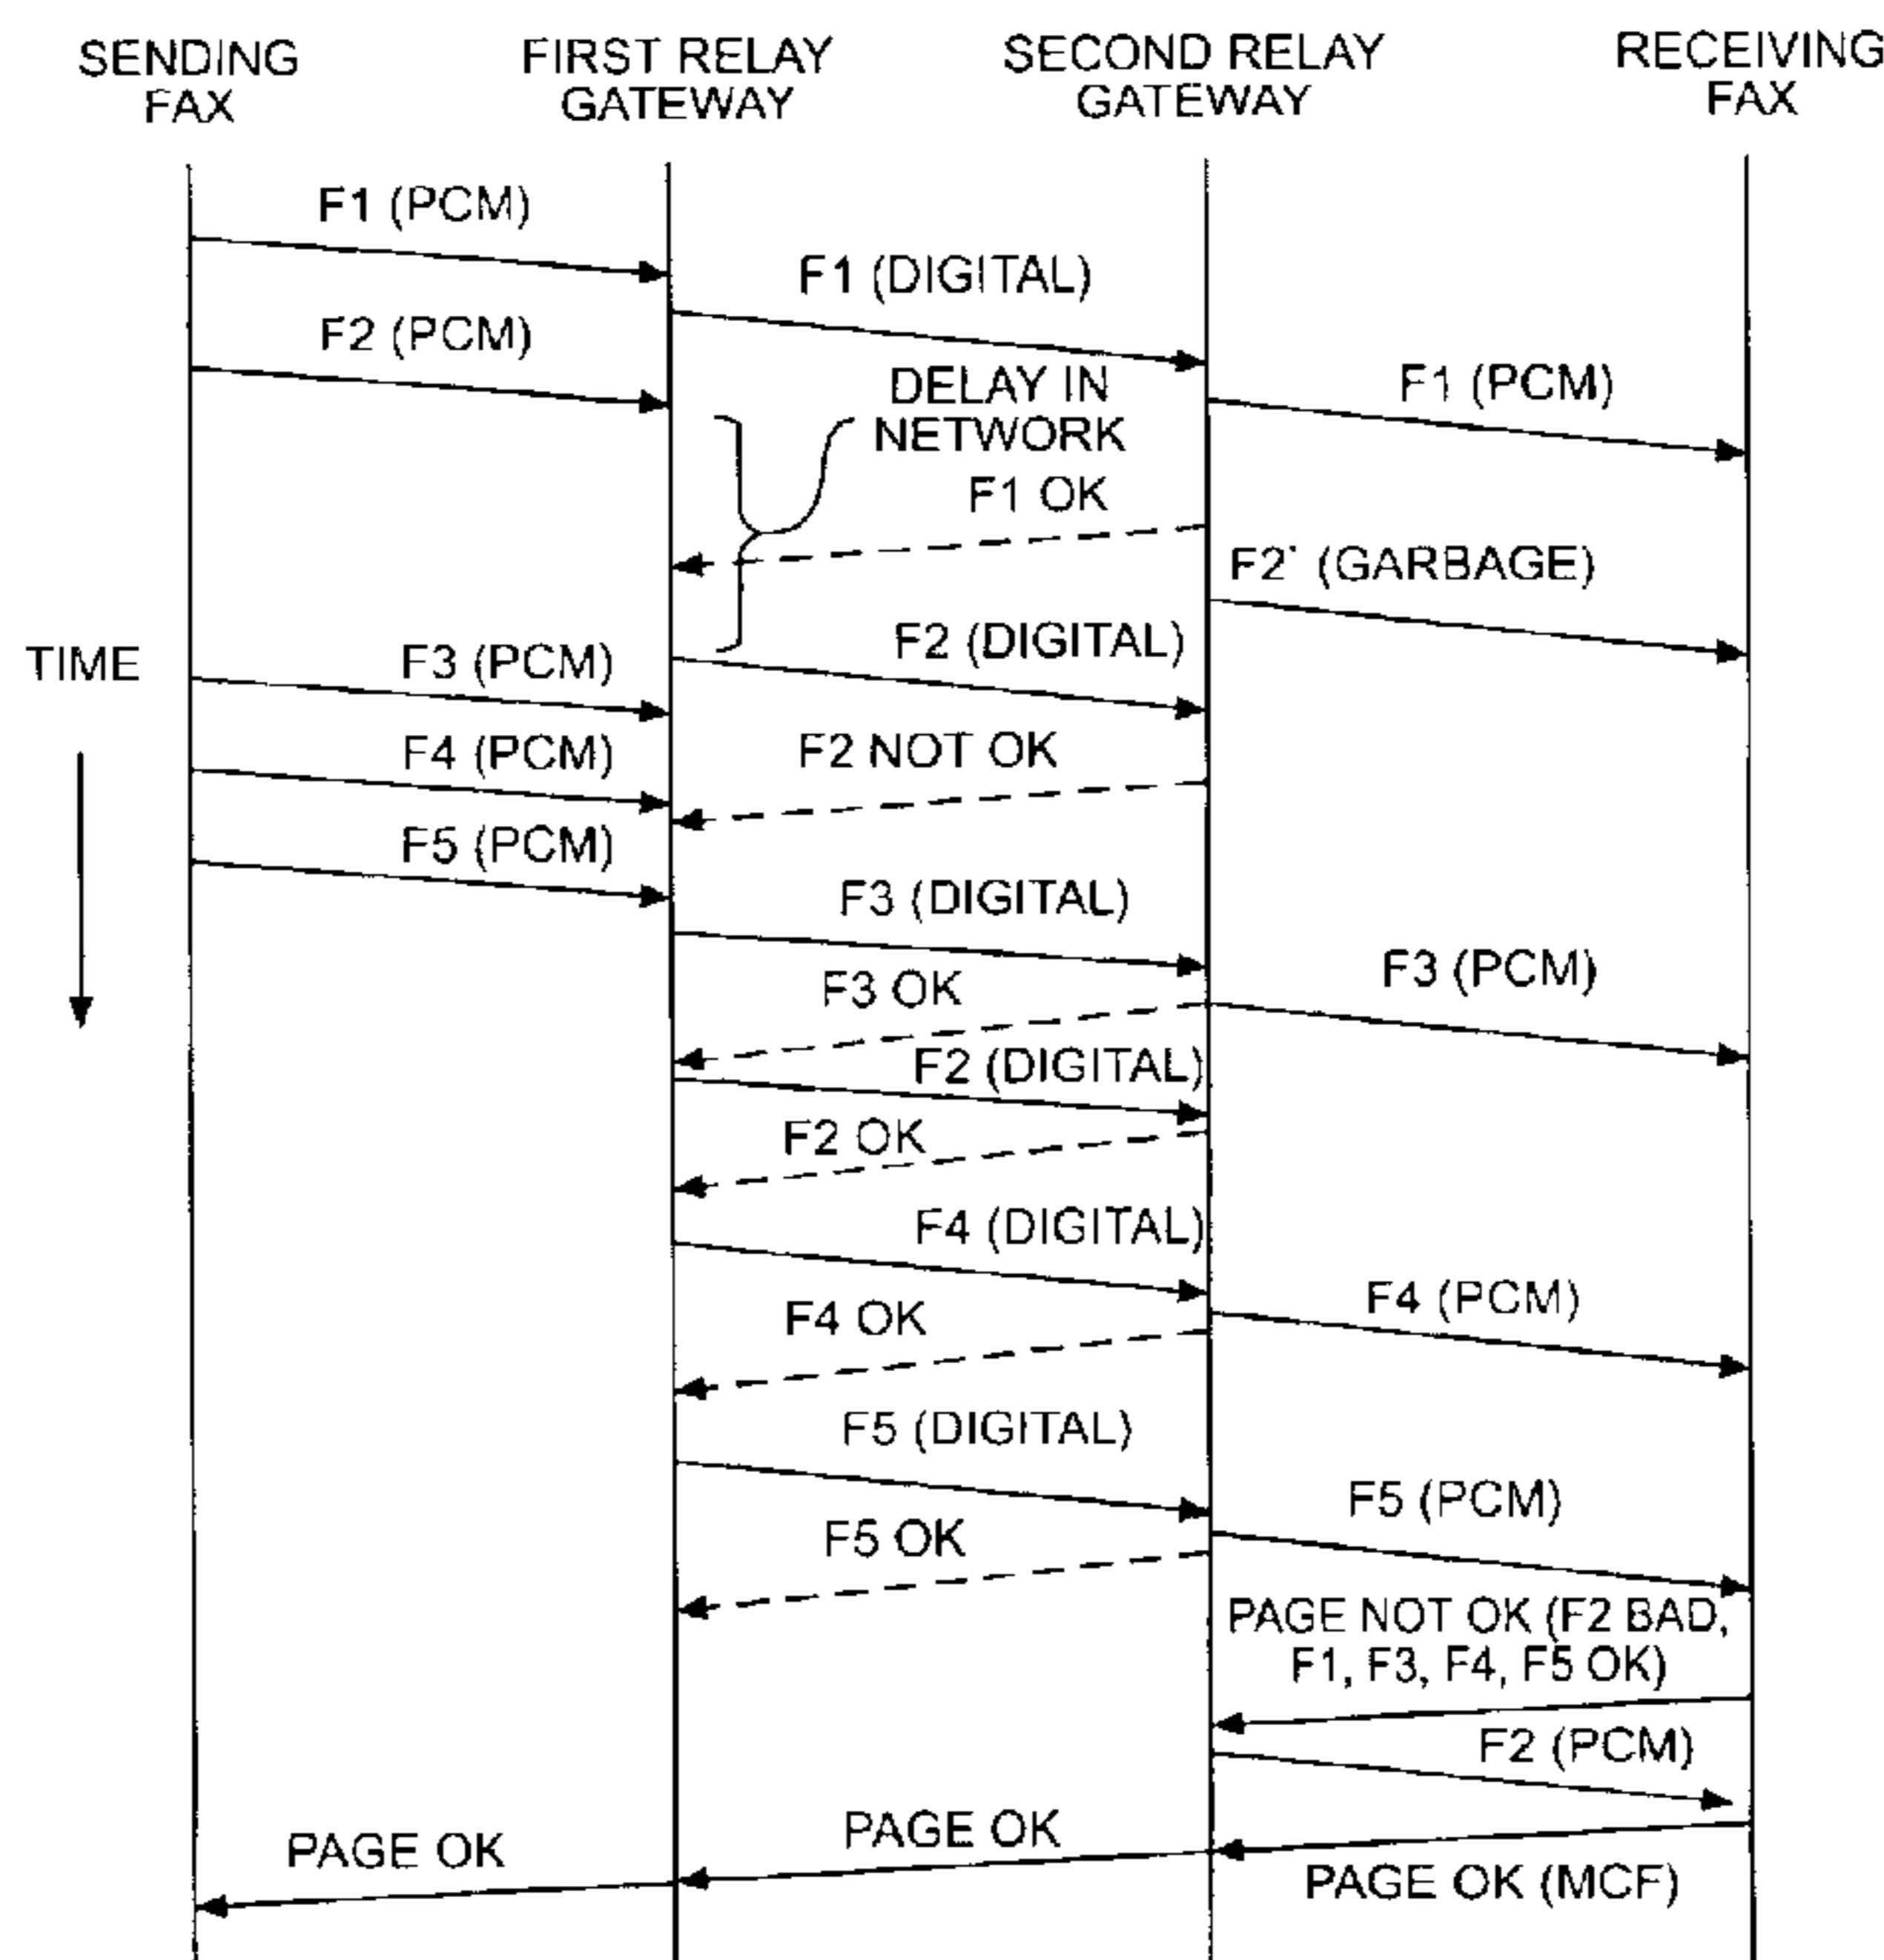 SENDING
FAX
FIRST RELAY
GATEWAY
SECOND RELAY
GATEWAY
RECEIVING
FAX
F1 (PCM)
F1 (DIGITAL)
F2 (PCM)
DELAY IN
NETWORK
F1 (PCM)
F1 OK
F2' (GARBAGE)
F2 (DIGITAL)
TIME
F3 (PCM)
F4 (PCM)
F2 NOT OK
F5 (PCM)
F3 (DIGITAL)
F3 (PCM)
F3 OK
F2 (DIGITAL)
F2 OK
F4 (DIGITAL)
F4 (PCM)
F4 OK
F5 (DIGITAL)
F5 (PCM)
F5 OK
PAGE NOT OK (F2 BAD,
F1, F3, F4, F5 OK)
F2 (PCM)
PAGE OK
PAGE OK
PAGE OK (MCF)